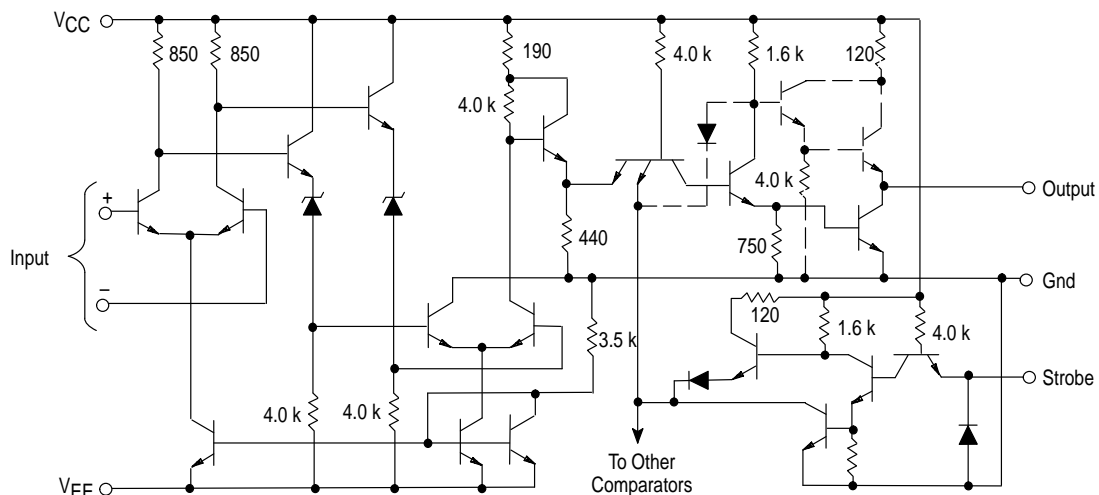 VCC
850
850
190
4.0 k
4.0 k
1.6 k
120
4.0 k
+
Input
−
440
750
Output
Gnd
120
1.6 k
4.0 k
3.5 k
Strobe
4.0 k
4.0 k
To Other
Comparators
VEE